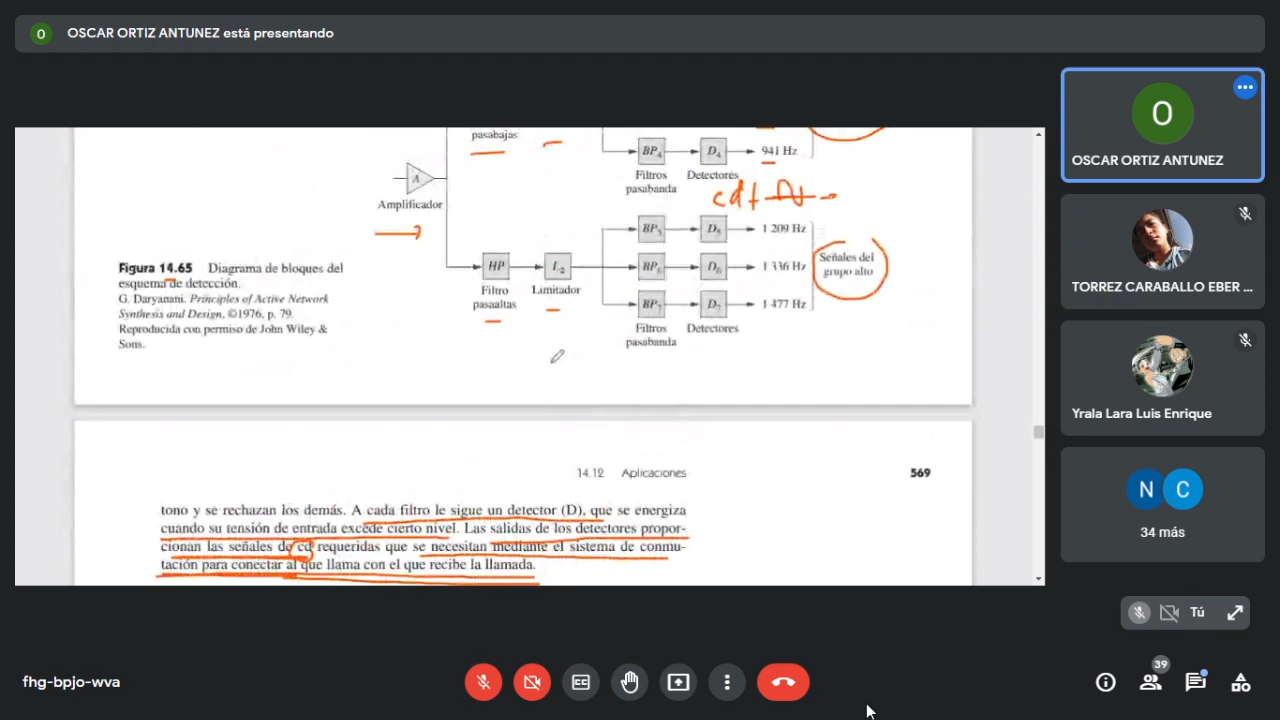 O
OSCAR ORTIZ ANTUNEZ está presentando
pasabajas
BP4
D4
941 Hz
Filtros
pasabanda
Detectores
A
Amplificador
BP5
D5
1 209 Hz
HP
L2
BP6
D6
1 336 Hz
Señales del
grupo alto
Filtro
pasaaltas
Limitador
BP7
D7
1 477 Hz
Filtros
pasabanda
Detectores
Figura 14.65 Diagrama de bloques del
esquema de detección.
G. Daryanani. Principles of Active Network
Synthesis and Design, ©1976, p. 79.
Reproducida con permiso de John Wiley &
Sons.
14.12 Aplicaciones 569
tono y se rechazan los demás. A cada filtro le sigue un detector (D), que se energiza
cuando su tensión de entrada excede cierto nivel. Las salidas de los detectores propor-
cionan las señales de cd requeridas que se necesitan mediante el sistema de conmu-
tación para conectar al que llama con el que recibe la llamada.
O
OSCAR ORTIZ ANTUNEZ
TORREZ CARABALLO EBER ...
Yrala Lara Luis Enrique
N C
34 más
Tú
fhg-bpjo-wva
39